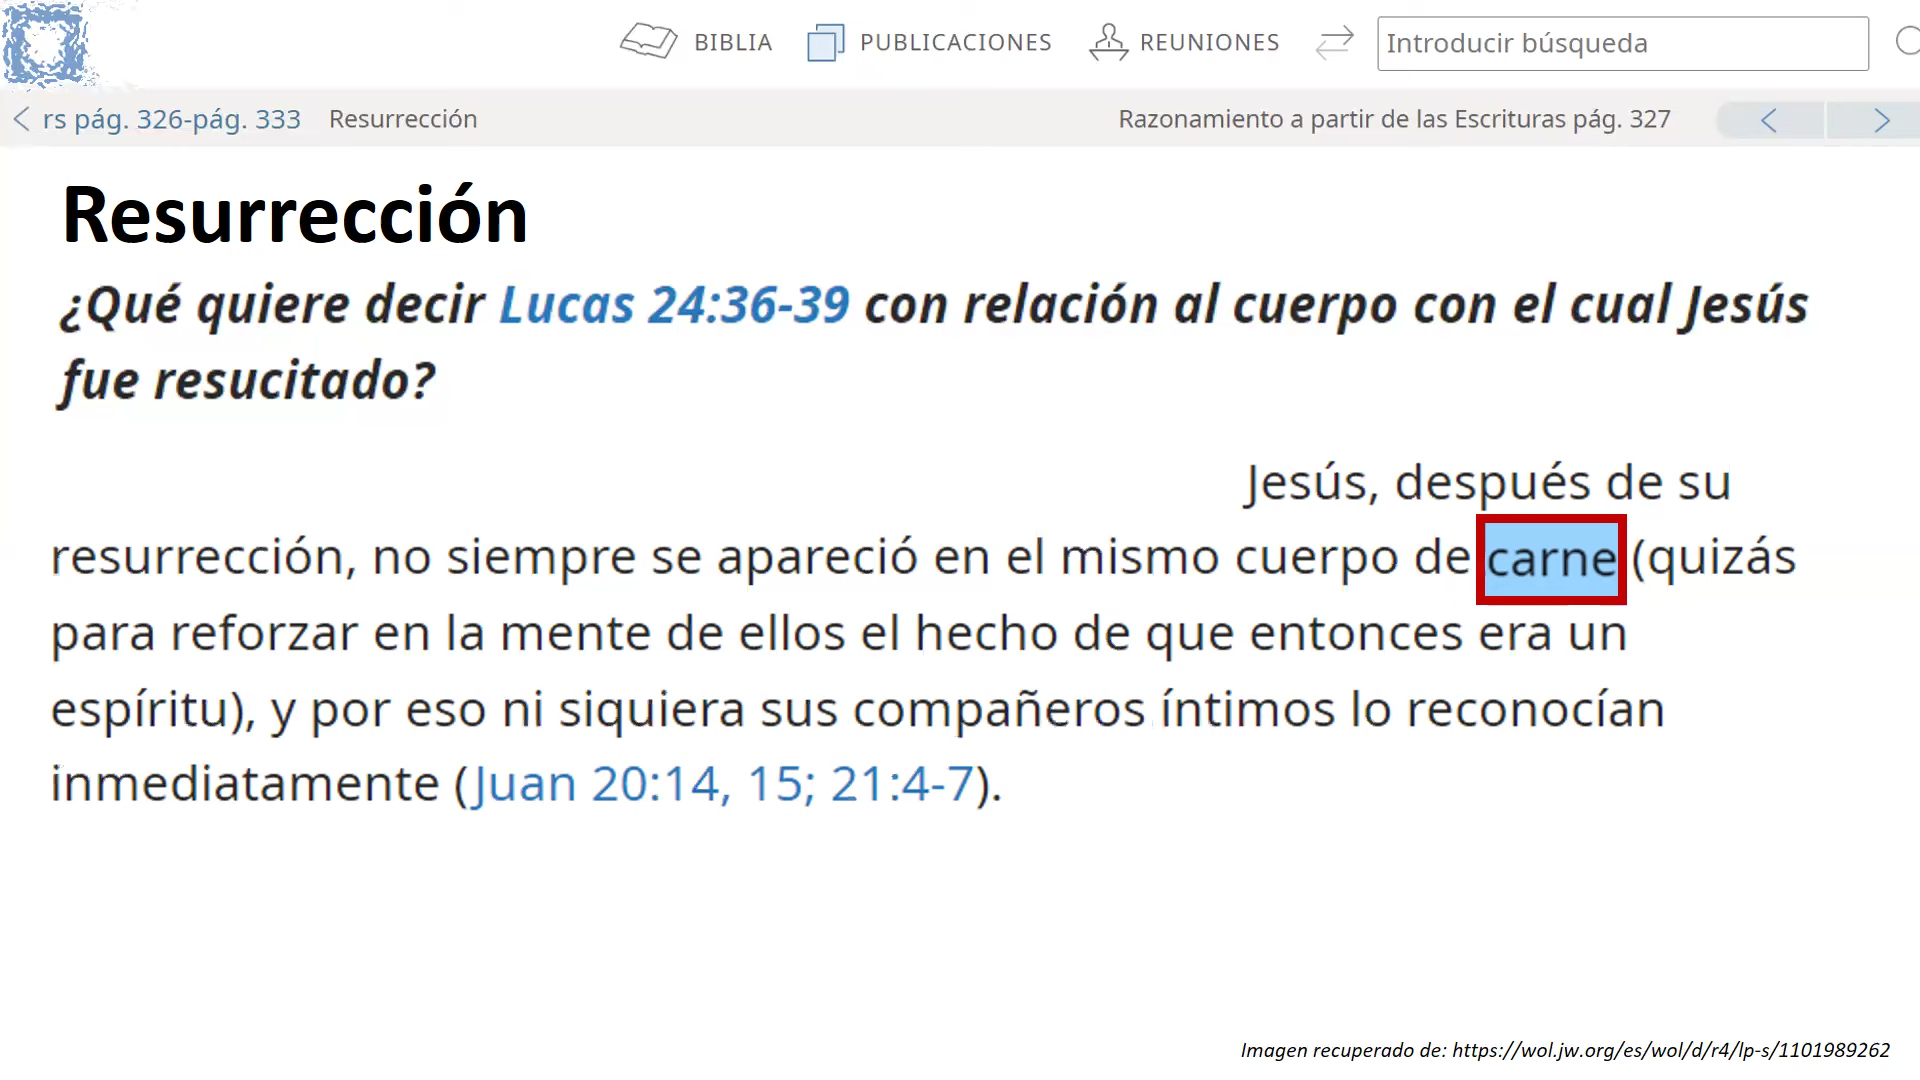 BIBLIA PUBLICACIONES REUNIONES Introducir búsqueda
rs pág. 326-pág. 333 Resurrección Razonamiento a partir de las Escrituras pág. 327
Resurrección
¿Qué quiere decir Lucas 24:36-39 con relación al cuerpo con el cual Jesús
fue resucitado?
Jesús, después de su
resurrección, no siempre se apareció en el mismo cuerpo de carne (quizás
para reforzar en la mente de ellos el hecho de que entonces era un
espíritu), y por eso ni siquiera sus compañeros íntimos lo reconocían
inmediatamente (Juan 20:14, 15; 21:4-7).
Imagen recuperado de: https://wol.jw.org/es/wol/d/r4/lp-s/1101989262